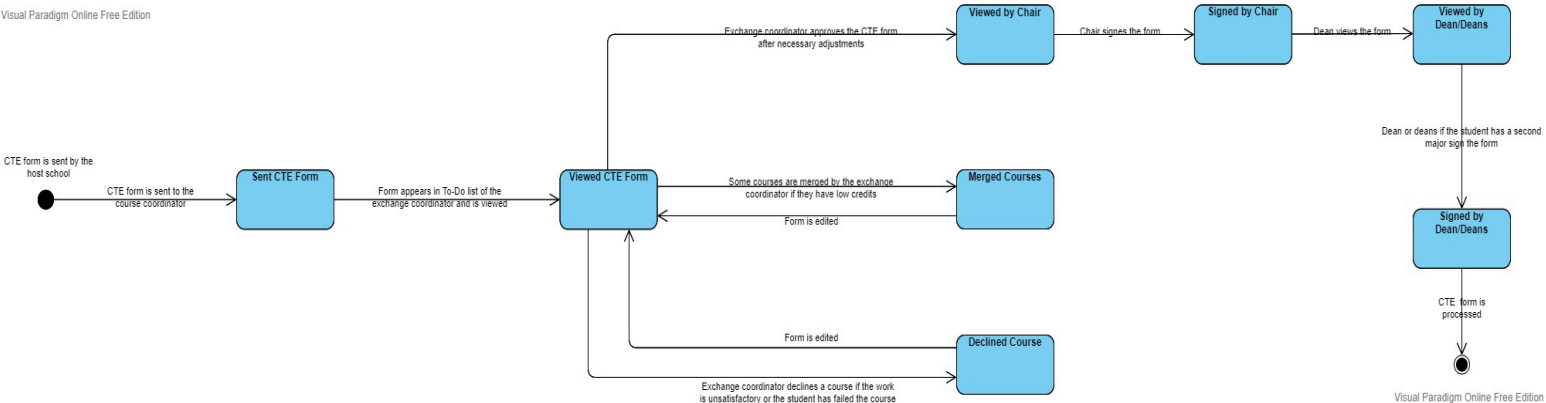 Visual Paradigm Online Free Edition
Viewed by Chair
Signed by Chair
Viewed by
Dean/Deans
Exchange coordinator approves the CTE form
after necessary adjustments
Chair signes the form
Dean views the form
Dean or deans if the student has a second
major sign the form
CTE form is sent by the
host school
CTE form is sent to the
course coordinator
Sent CTE Form
Form appears in To-Do list of the
exchange coordinator and is viewed
Viewed CTE Form
Some courses are merged by the exchange
coordinator if they have low credits
Form is edited
Merged Courses
Signed by
Dean/Deans
CTE form is
processed
Form is edited
Declined Course
Exchange coordinator declines a course if the work
is unsatisfactory or the student has failed the course
Visual Paradigm Online Free Edition